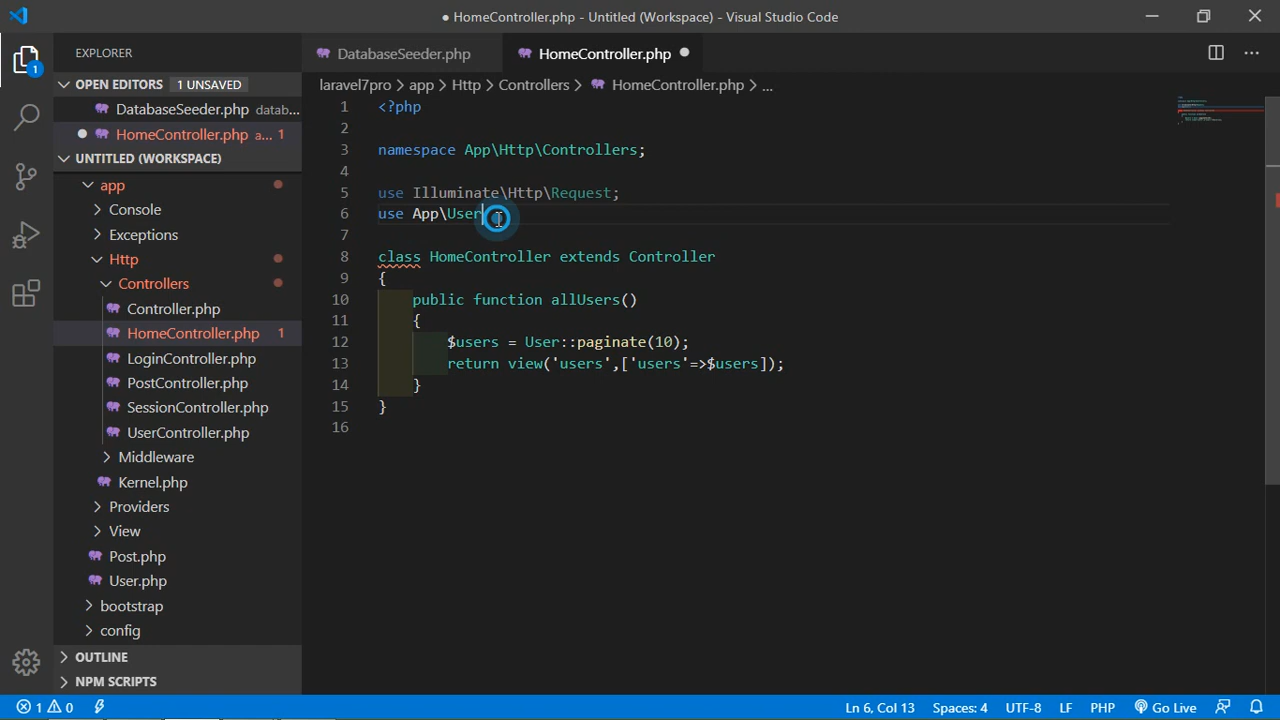 ● HomeController.php - Untitled (Workspace) - Visual Studio Code
EXPLORER
OPEN EDITORS 1 UNSAVED
DatabaseSeeder.php datab...
HomeController.php a... 1
UNTITLED (WORKSPACE)
app
Console
Exceptions
Http
Controllers
Controller.php
HomeController.php 1
LoginController.php
PostController.php
SessionController.php
UserController.php
Middleware
Kernel.php
Providers
View
Post.php
User.php
bootstrap
config
OUTLINE
NPM SCRIPTS
1
DatabaseSeeder.php HomeController.php ●
laravel7pro > app > Http > Controllers > HomeController.php > ...
1 <?php
2
3 namespace App\Http\Controllers;
4
5 use Illuminate\Http\Request;
6 use App\User
7
8 class HomeController extends Controller
9 {
10 public function allUsers()
11 {
12 $users = User::paginate(10);
13 return view('users',['users'=>$users]);
14 }
15 }
16
1 0 Ln 6, Col 13 Spaces: 4 UTF-8 LF PHP Go Live